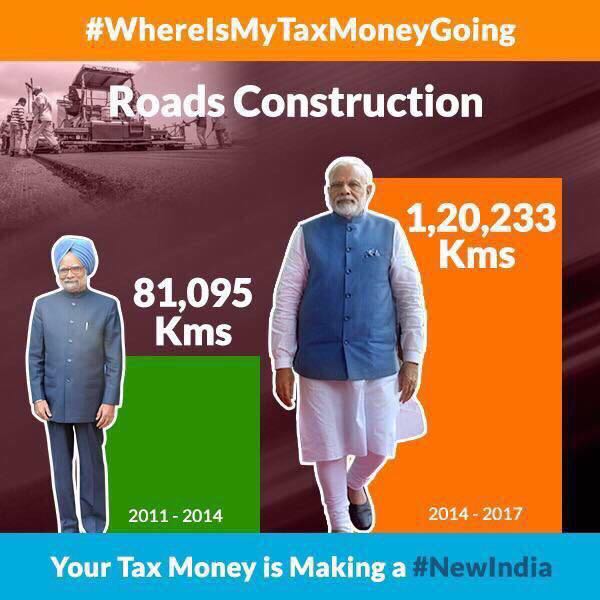 #WhereIsMyTaxMoneyGoing
Roads Construction
1,20,233
Kms
81,095
Kms
2011 - 2014
2014 - 2017
Your Tax Money is Making a #NewIndia